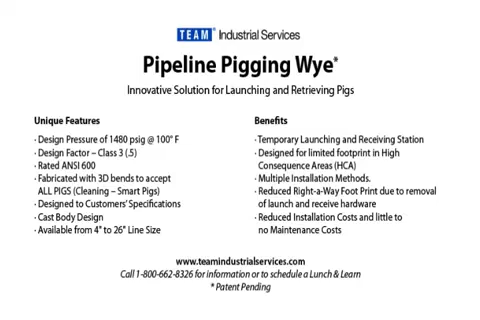 TEAM® Industrial Services
Pipeline Pigging Wye*
Innovative Solution for Launching and Retrieving Pigs
Unique Features
· Design Pressure of 1480 psig @ 100° F
· Design Factor – Class 3 (.5)
· Rated ANSI 600
· Fabricated with 3D bends to accept
ALL PIGS (Cleaning – Smart Pigs)
· Designed to Customers' Specifications
· Cast Body Design
· Available from 4" to 26" Line Size
Benefits
· Temporary Launching and Receiving Station
· Designed for limited footprint in High
Consequence Areas (HCA)
· Multiple Installation Methods.
· Reduced Right-a-Way Foot Print due to removal
of launch and receive hardware
· Reduced Installation Costs and little to
no Maintenance Costs
www.teamindustrialservices.com
Call 1-800-662-8326 for information or to schedule a Lunch & Learn
* Patent Pending